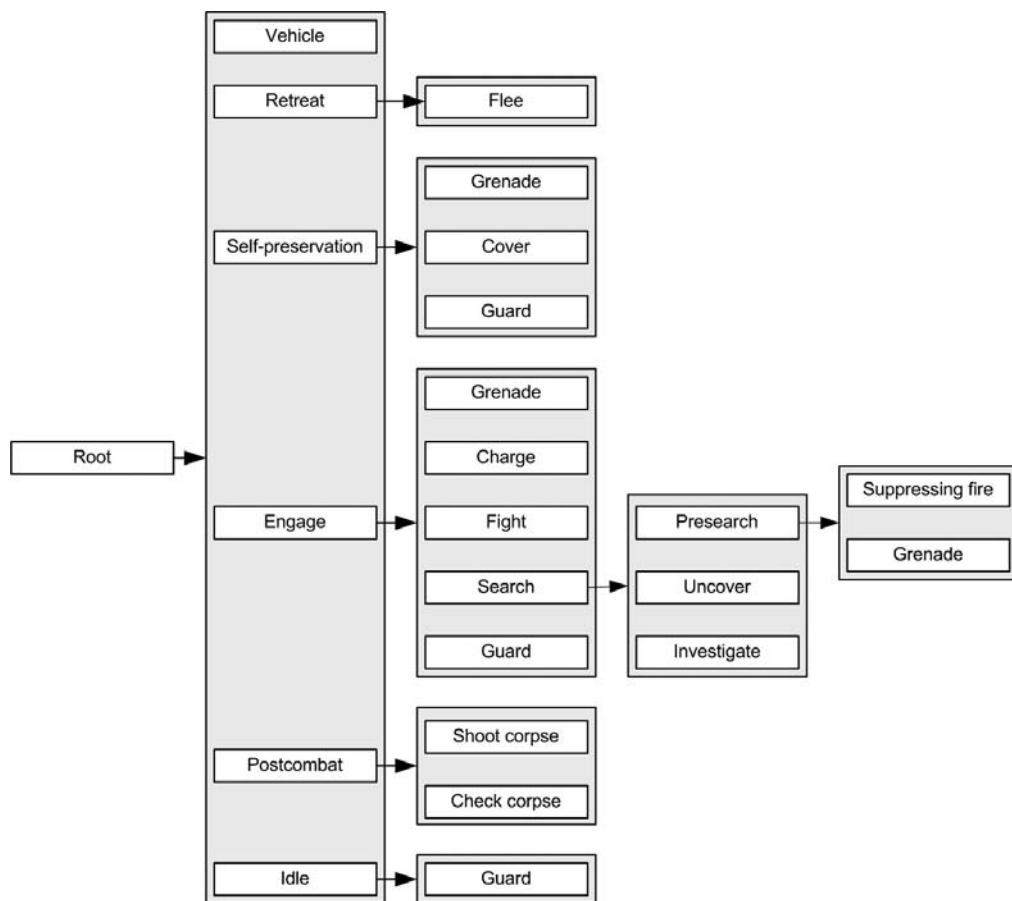 Vehicle
Retreat
Flee
Grenade
Self-preservation
Cover
Guard
Grenade
Root
Charge
Suppressing fire
Engage
Fight
Presearch
Grenade
Search
Uncover
Guard
Investigate
Shoot corpse
Postcombat
Check corpse
Idle
Guard